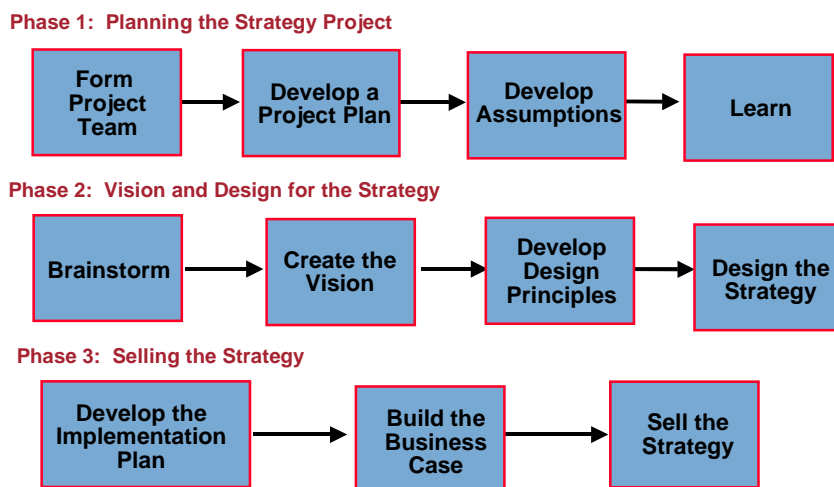 Phase 1:  Planning the Strategy Project
Form
Project
Team
Develop a
Project Plan
Develop
Assumptions
Learn
Phase 2:  Vision and Design for the Strategy
Brainstorm
Create the
Vision
Develop
Design
Principles
Design the
Strategy
Phase 3:  Selling the Strategy
Develop the
Implementation
Plan
Build the
Business
Case
Sell the
Strategy